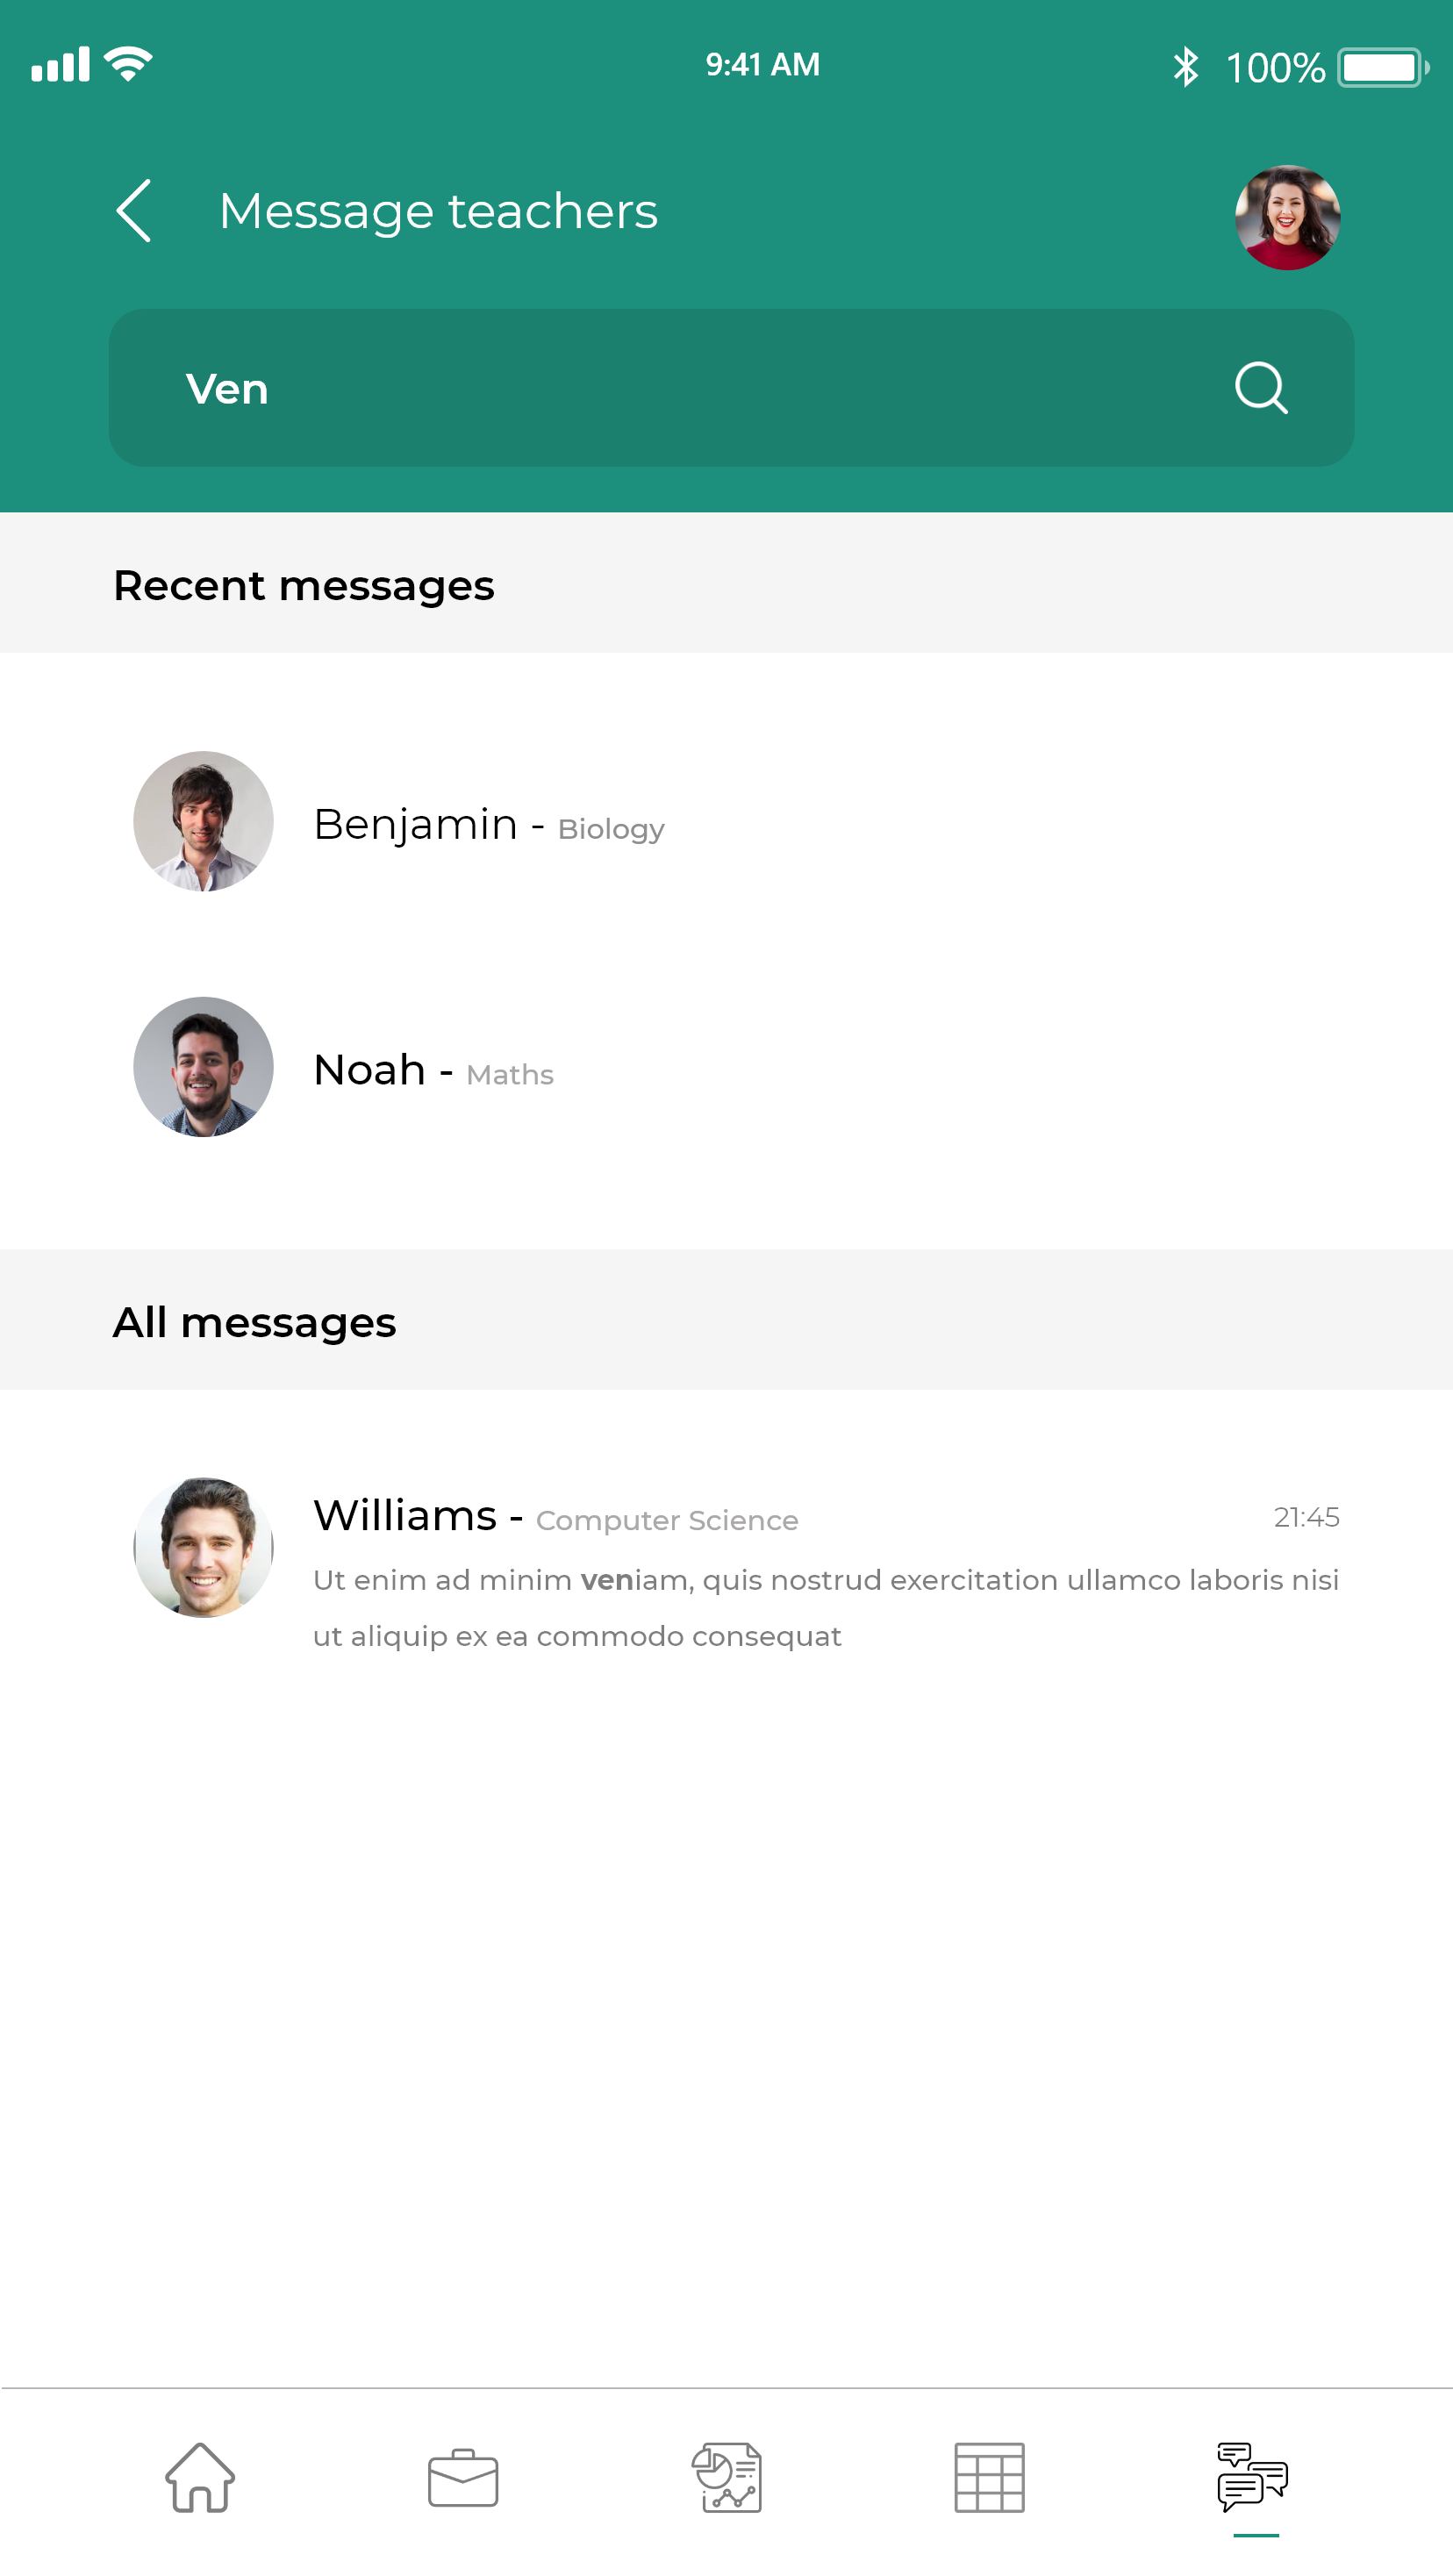 9:41 AM
100%
Message teachers
Ven
Recent messages
Benjamin - Biology
Noah - Maths
All messages
Williams - Computer Science
21:45
Ut enim ad minim veniam, quis nostrud exercitation ullamco laboris nisi
ut aliquip ex ea commodo consequat